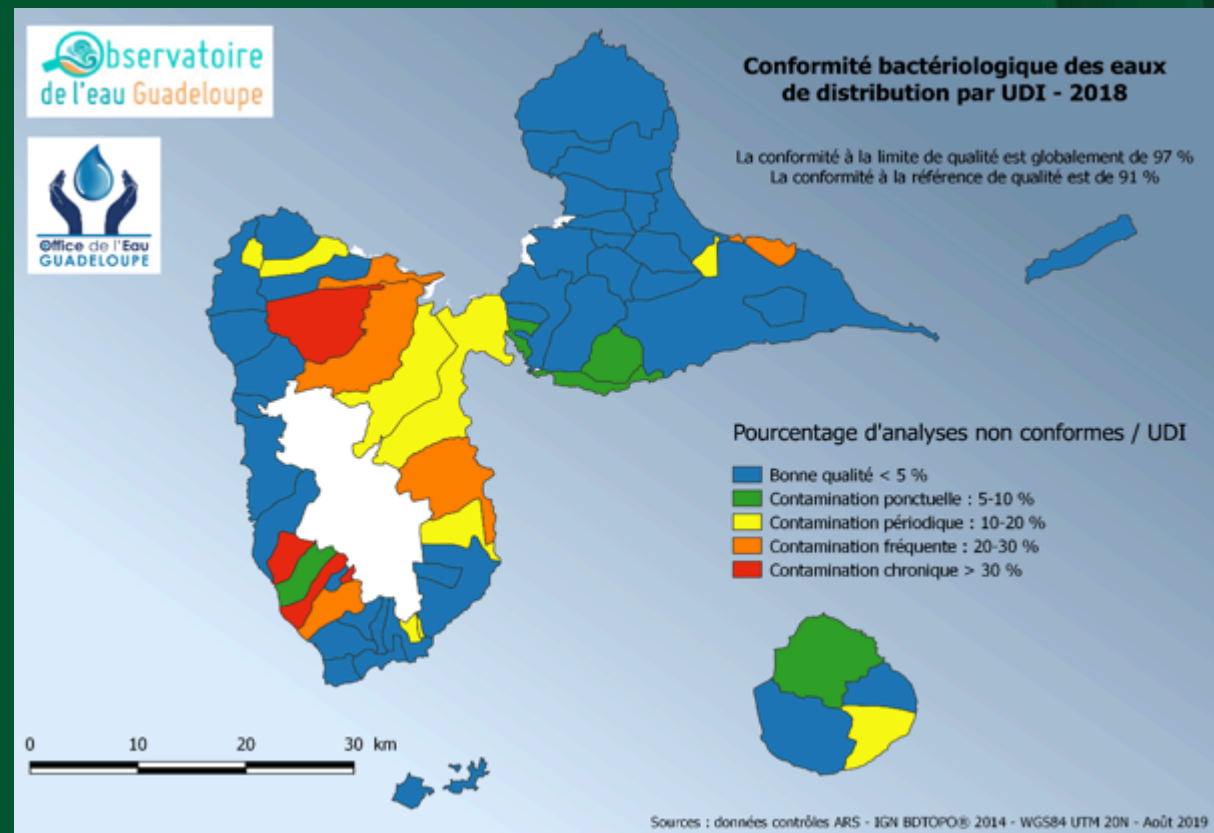 Observatoire
de l'eau Guadeloupe
Office de l'Eau
GUADELOUPE
Conformité bactériologique des eaux
de distribution par UDI - 2018
La conformité à la limite de qualité est globalement de 97 %
La conformité à la référence de qualité est de 91 %
Pourcentage d'analyses non conformes / UDI
Bonne qualité < 5 %
Contamination ponctuelle : 5-10 %
Contamination périodique : 10-20 %
Contamination fréquente : 20-30 %
Contamination chronique > 30 %
0 10 20 30 km
Sources : données contrôles ARS - IGN BDTOPO® 2014 - WGS84 UTM 20N - Août 2019